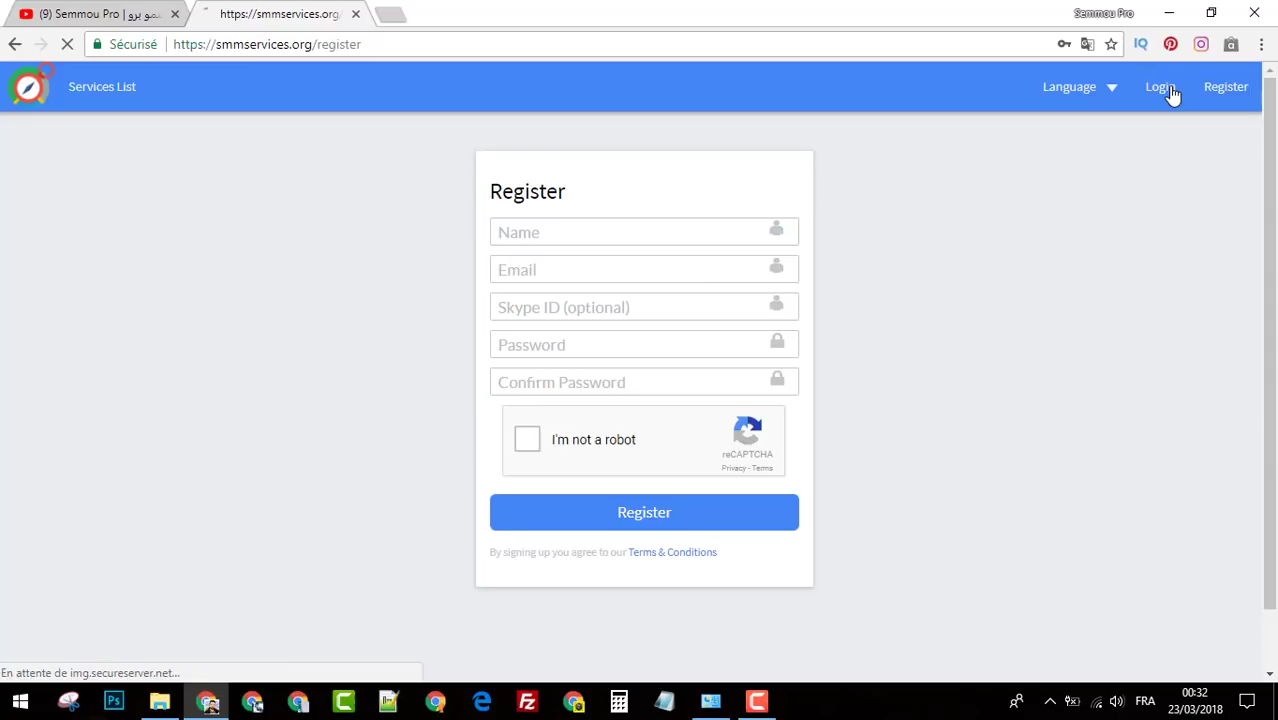 (9) Semmou Pro | سمو برو
https://smmservices.org/
Semmou Pro
Sécurisé
https://smmservices.org/register
Services List
Language
Login
Register
Register
Name
Email
Skype ID (optional)
Password
Confirm Password
I'm not a robot
reCAPTCHA
Privacy - Terms
Register
By signing up you agree to our Terms & Conditions
En attente de img.secureserver.net...
Ps
FRA
00:32
23/03/2018